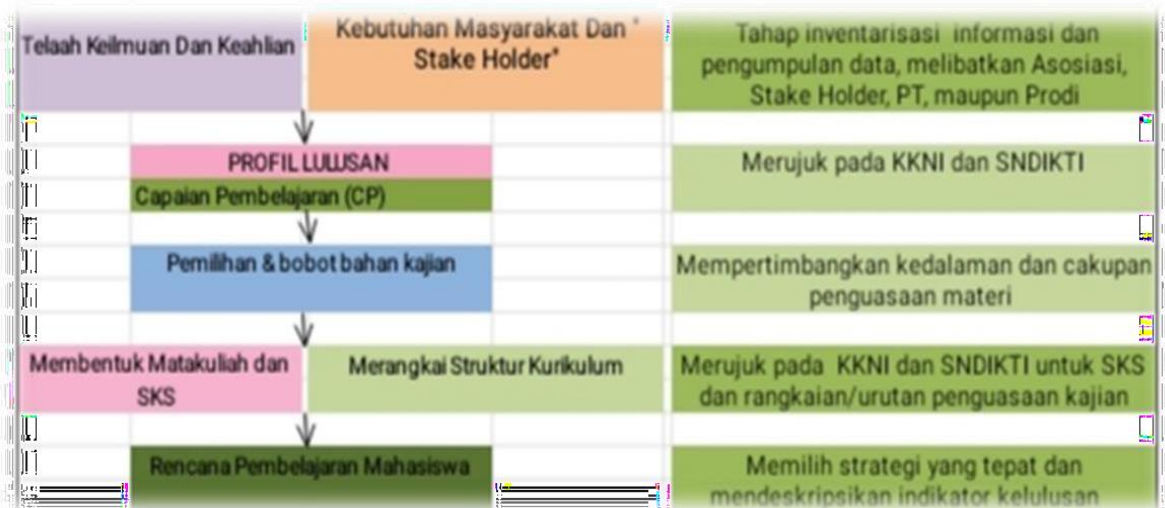 Telaah Keilmuan Dan Keahlian
Kebutuhan Masyarakat Dan "
Stake Holder"
Tahap inventarisasi informasi dan
pengumpulan data, melibatkan Asosiasi,
Stake Holder, PT, maupun Prodi
PROFIL LULUSAN
Capaian Pembelajaran (CP)
Merujuk pada KKNI dan SNDIKTI
Pemilihan & bobot bahan kajian
Mempertimbangkan kedalaman dan cakupan
penguasaan materi
Membentuk Matakuliah dan
SKS
Merangkai Struktur Kurikulum
Merujuk pada KKNI dan SNDIKTI untuk SKS
dan rangkaian/urutan penguasaan kajian
Rencana Pembelajaran Mahasiswa
Memilih strategi yang tepat dan
mendeskripsikan indikator kelulusan